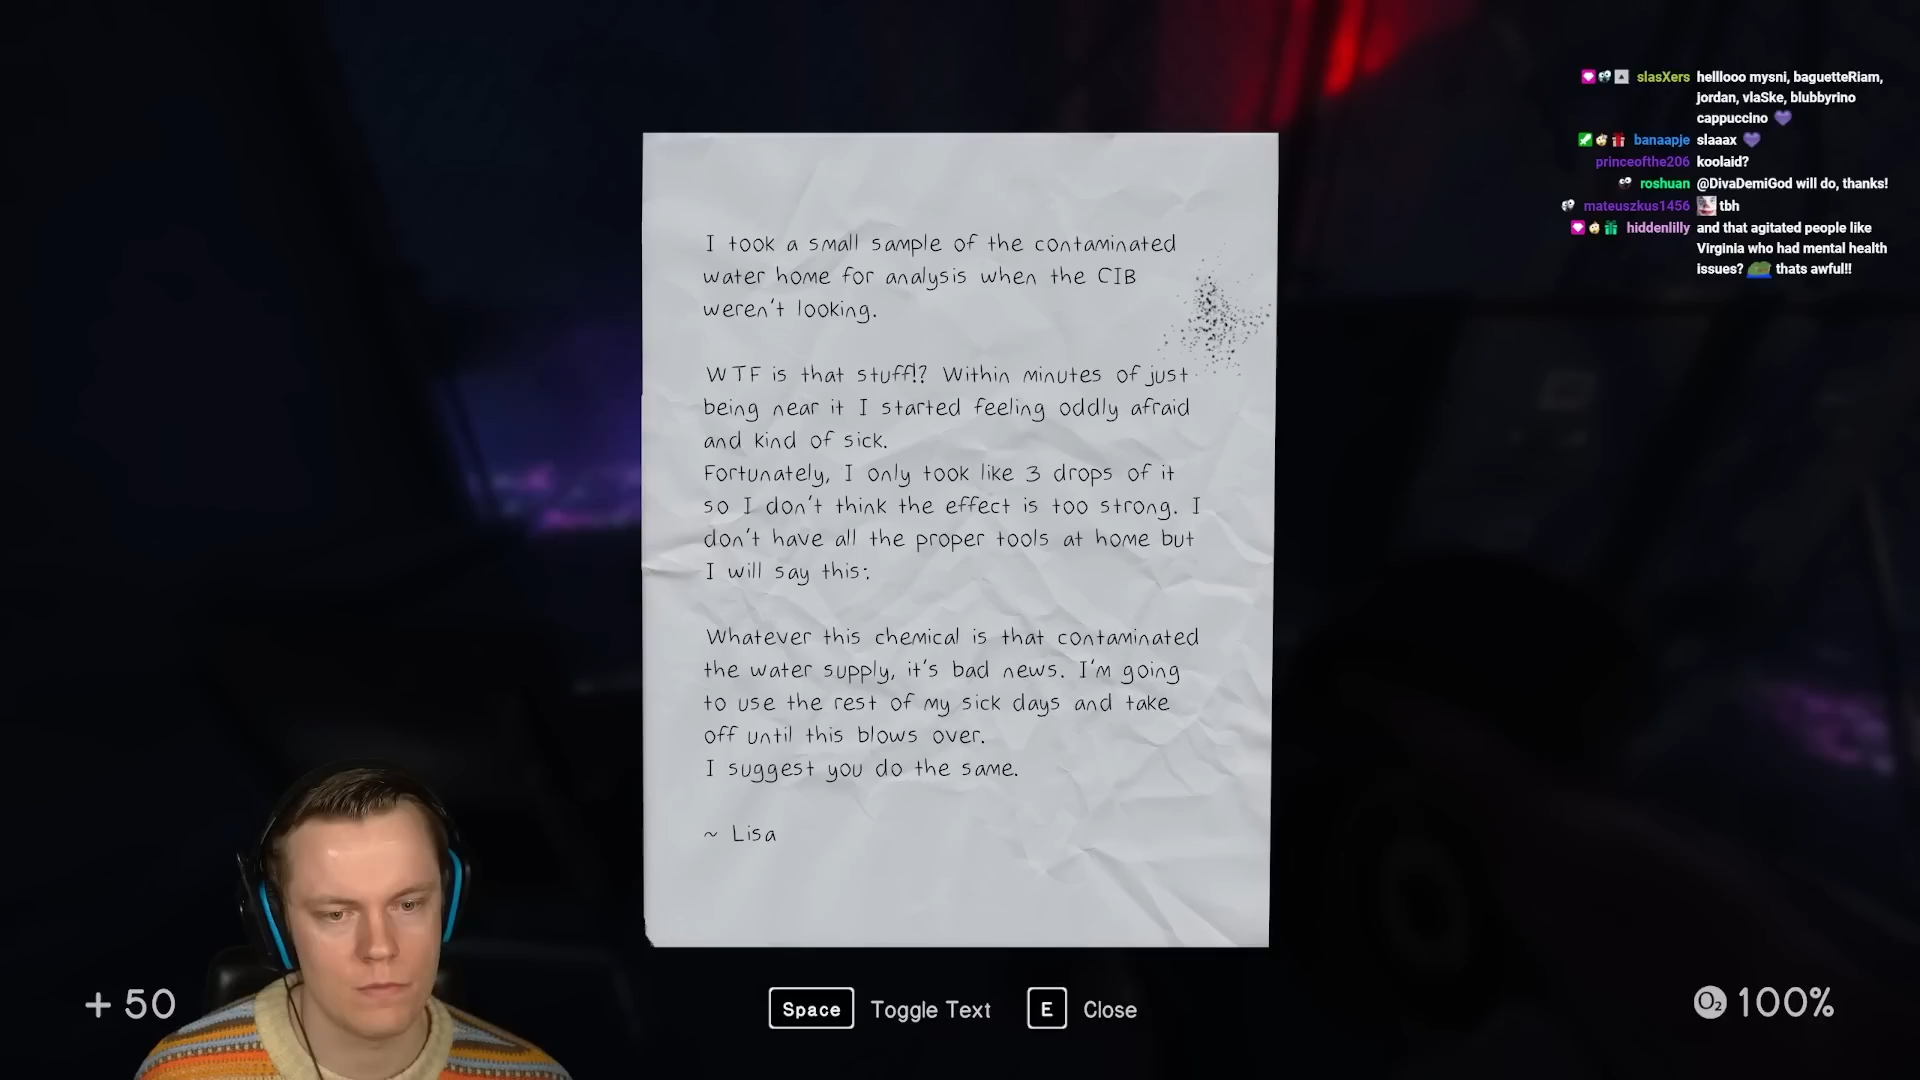 I took a small sample of the contaminated
water home for analysis when the CIB
weren't looking.
WTF is that stuff!? Within minutes of just
being near it I started feeling oddly afraid
and kind of sick.
Fortunately, I only took like 3 drops of it
so I don't think the effect is too strong. I
don't have all the proper tools at home but
I will say this:
Whatever this chemical is that contaminated
the water supply, it's bad news. I'm going
to use the rest of my sick days and take
off until this blows over.
I suggest you do the same.
~ Lisa
slasXers helllooo mysni, baguetteRiam,
jordan, vlaSke, blubbyrino
cappuccino
banaapje slaaax
princeofthe206 koolaid?
roshuan @DivaDemiGod will do, thanks!
mateuszkus1456 tbh
hiddenlilly and that agitated people like
Virginia who had mental health
issues? thats awful!!
+ 50
Space Toggle Text E Close
O₂ 100%